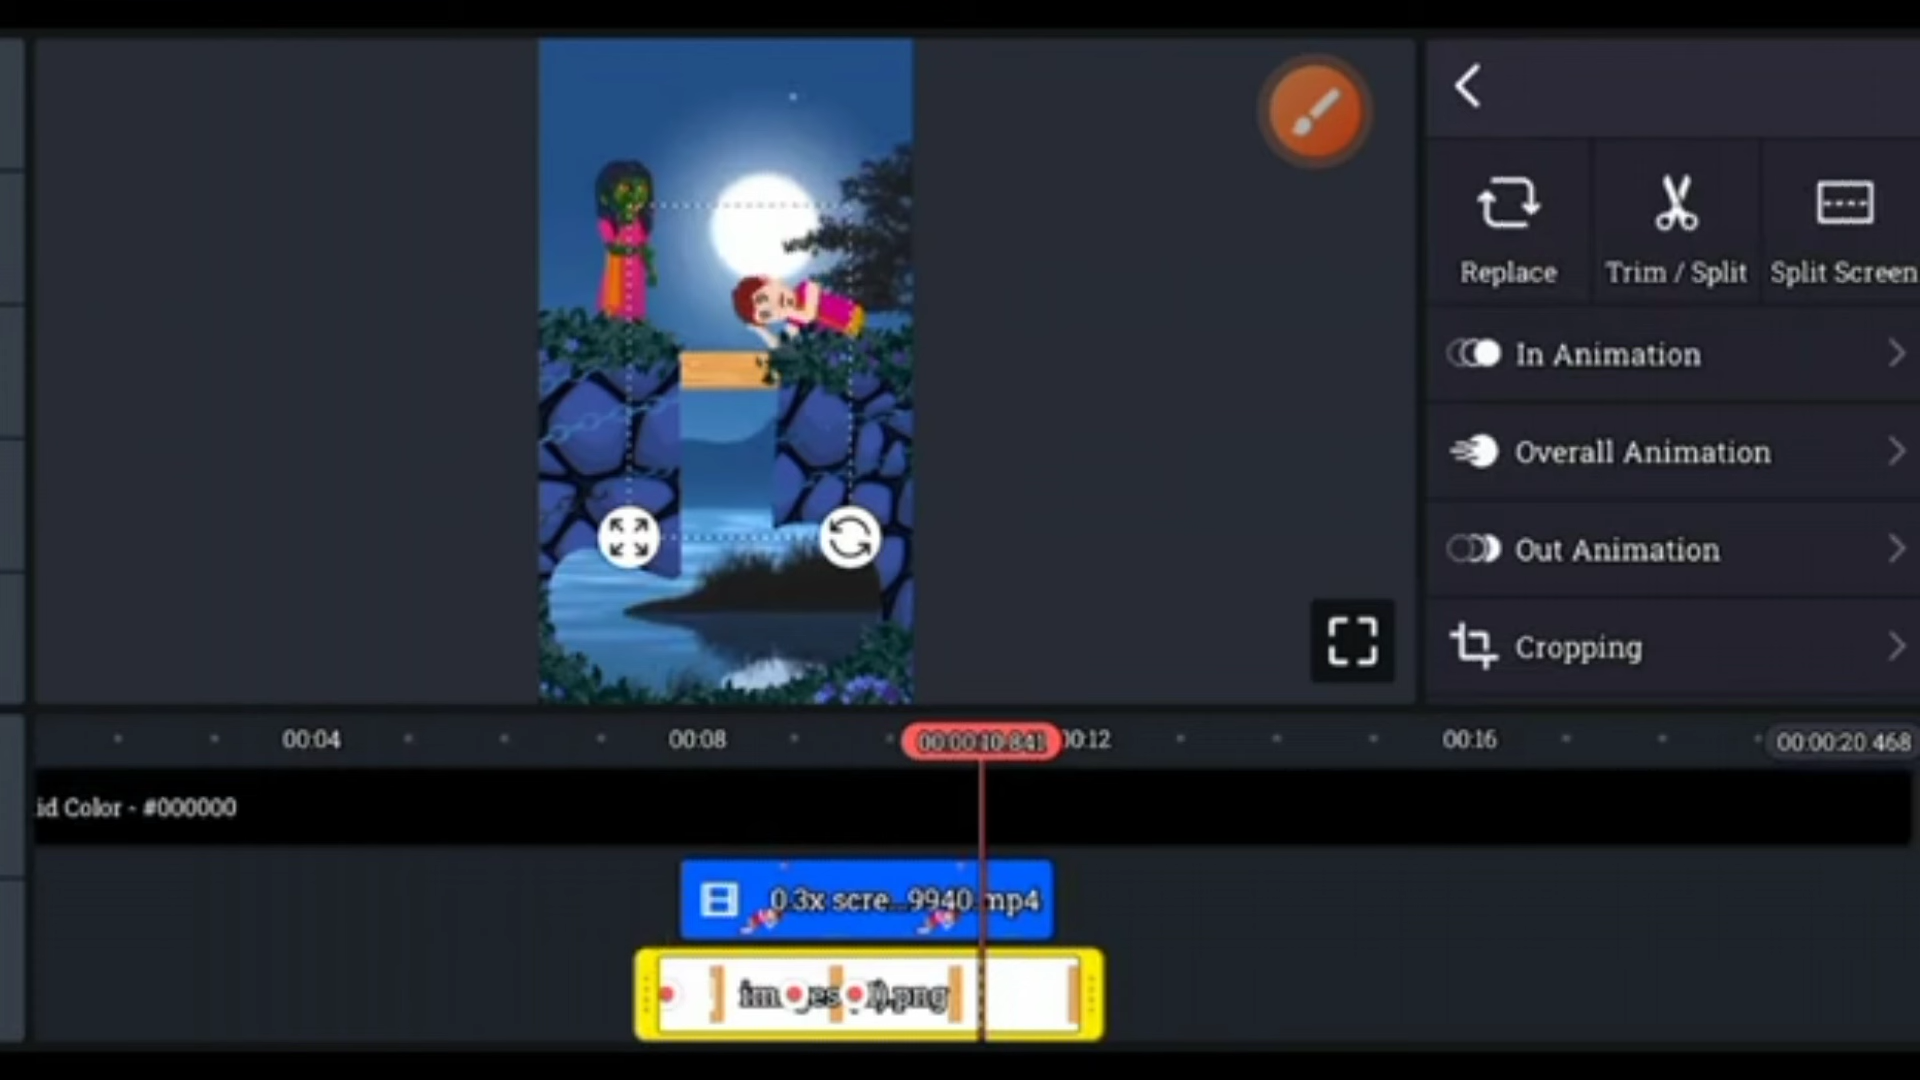 Replace
Trim / Split
Split Screen
In Animation
Overall Animation
Out Animation
Cropping
00:04
00:08
00:00:10.841
00:12
00:16
00:00:20.468
id Color - #000000
0.3x scre...9940.mp4
.png